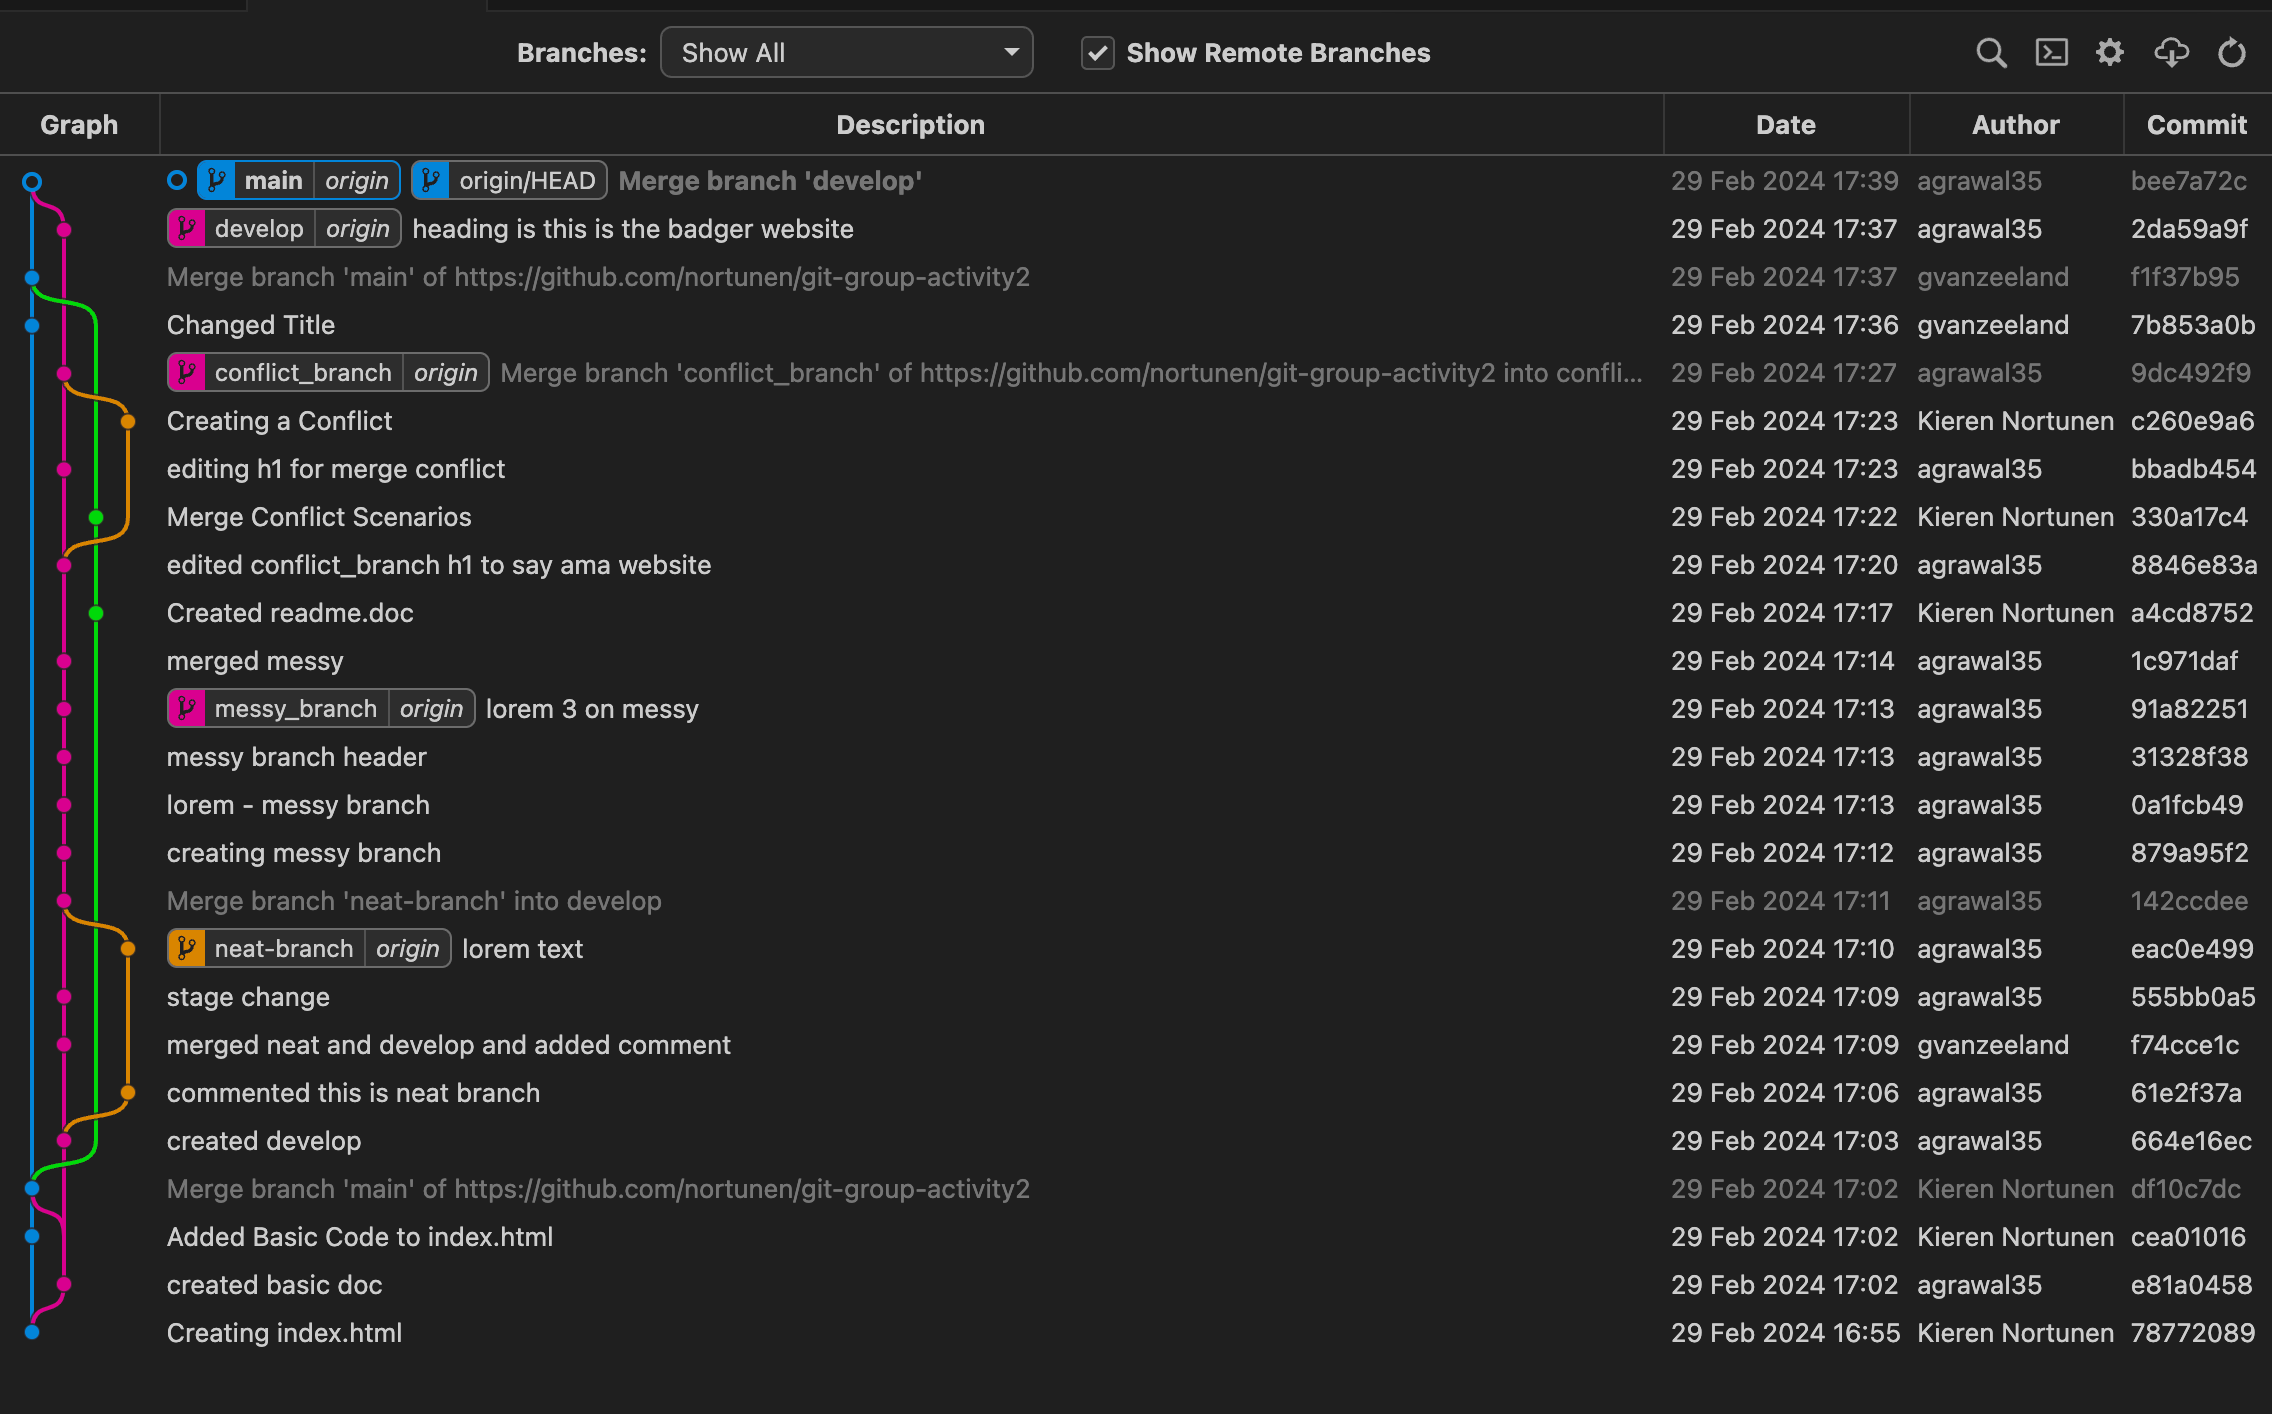 Branches: Show All Show Remote Branches
Graph Description Date Author Commit
main origin origin/HEAD Merge branch 'develop' 29 Feb 2024 17:39 agrawal35 bee7a72c
develop origin heading is this is the badger website 29 Feb 2024 17:37 agrawal35 2da59a9f
Merge branch 'main' of https://github.com/nortunen/git-group-activity2 29 Feb 2024 17:37 gvanzeeland f1f37b95
Changed Title 29 Feb 2024 17:36 gvanzeeland 7b853a0b
conflict_branch origin Merge branch 'conflict_branch' of https://github.com/nortunen/git-group-activity2 into confli... 29 Feb 2024 17:27 agrawal35 9dc492f9
Creating a Conflict 29 Feb 2024 17:23 Kieren Nortunen c260e9a6
editing h1 for merge conflict 29 Feb 2024 17:23 agrawal35 bbadb454
Merge Conflict Scenarios 29 Feb 2024 17:22 Kieren Nortunen 330a17c4
edited conflict_branch h1 to say ama website 29 Feb 2024 17:20 agrawal35 8846e83a
Created readme.doc 29 Feb 2024 17:17 Kieren Nortunen a4cd8752
merged messy 29 Feb 2024 17:14 agrawal35 1c971daf
messy_branch origin lorem 3 on messy 29 Feb 2024 17:13 agrawal35 91a82251
messy branch header 29 Feb 2024 17:13 agrawal35 31328f38
lorem - messy branch 29 Feb 2024 17:13 agrawal35 0a1fcb49
creating messy branch 29 Feb 2024 17:12 agrawal35 879a95f2
Merge branch 'neat-branch' into develop 29 Feb 2024 17:11 agrawal35 142ccdee
neat-branch origin lorem text 29 Feb 2024 17:10 agrawal35 eac0e499
stage change 29 Feb 2024 17:09 agrawal35 555bb0a5
merged neat and develop and added comment 29 Feb 2024 17:09 gvanzeeland f74cce1c
commented this is neat branch 29 Feb 2024 17:06 agrawal35 61e2f37a
created develop 29 Feb 2024 17:03 agrawal35 664e16ec
Merge branch 'main' of https://github.com/nortunen/git-group-activity2 29 Feb 2024 17:02 Kieren Nortunen df10c7dc
Added Basic Code to index.html 29 Feb 2024 17:02 Kieren Nortunen cea01016
created basic doc 29 Feb 2024 17:02 agrawal35 e81a0458
Creating index.html 29 Feb 2024 16:55 Kieren Nortunen 78772089